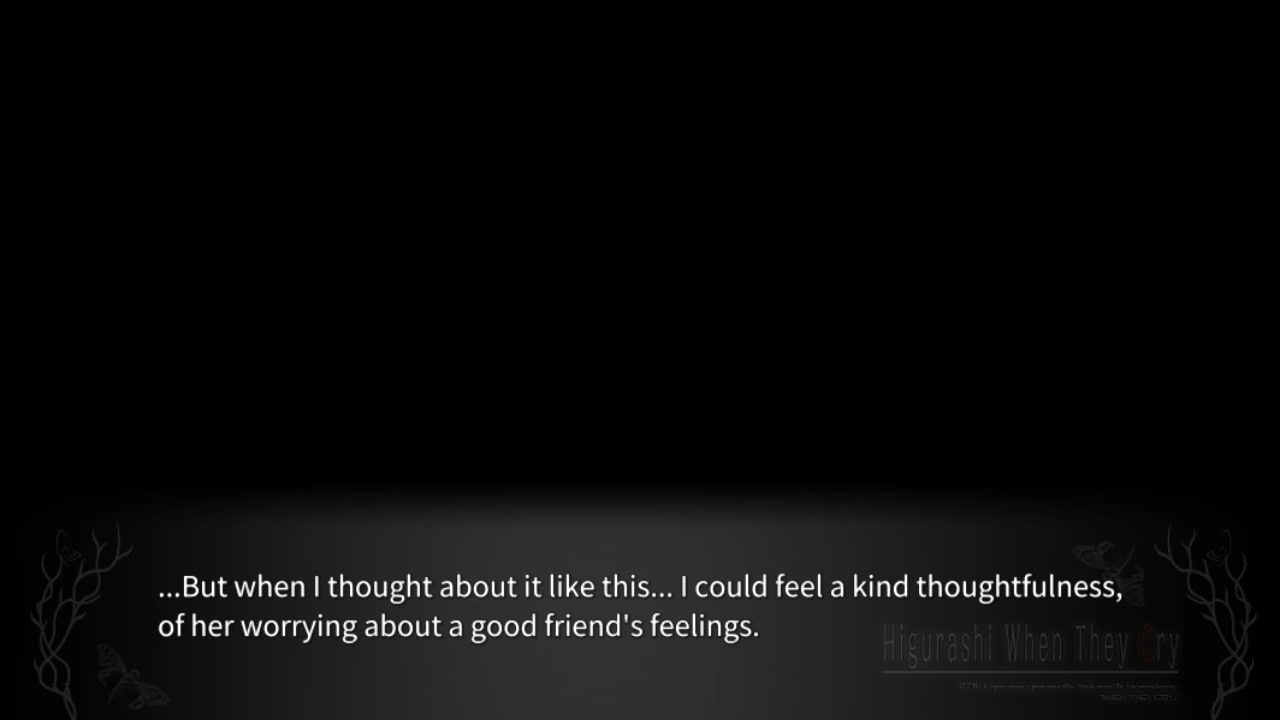 ...But when I thought about it like this... I could feel a kind thoughtfulness,
of her worrying about a good friend's feelings.
Higurashi When They Cry